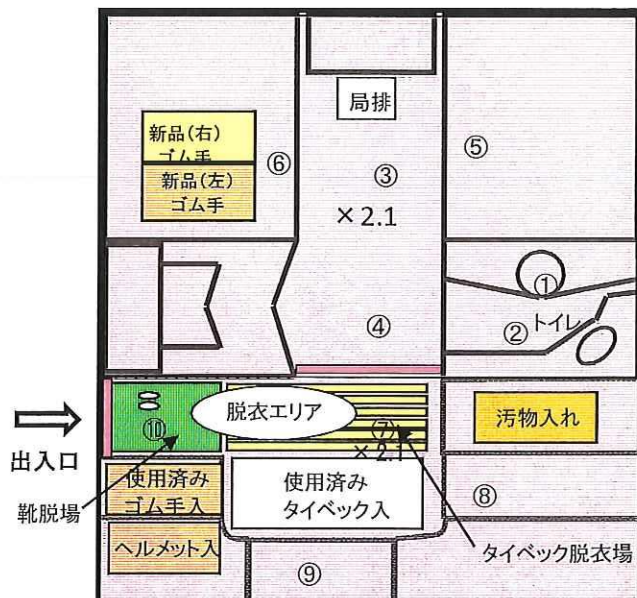 局排
新品(右)
ゴム手
新品(左)
ゴム手
⑥
③
⑤
×2.1
①
④
②
トイレ
脱衣エリア
⑩
⑦
×2.1
汚物入れ
出入口
靴脱場
使用済み
ゴム手入
使用済み
タイベック入
⑧
ヘルメット入
タイベック脱衣場
⑨